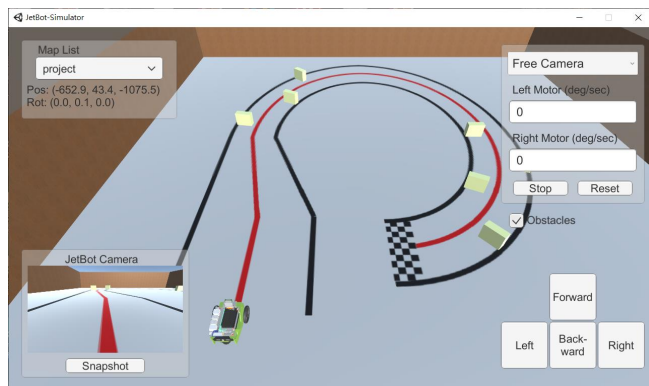 JetBot-Simulator
Map List
project
Pos: (-652.9, 43.4, -1075.5)
Rot: (0.0, 0.1, 0.0)
Free Camera
Left Motor (deg/sec)
0
Right Motor (deg/sec)
0
Stop
Reset
Obstacles
JetBot Camera
Snapshot
Forward
Left
Back-
ward
Right